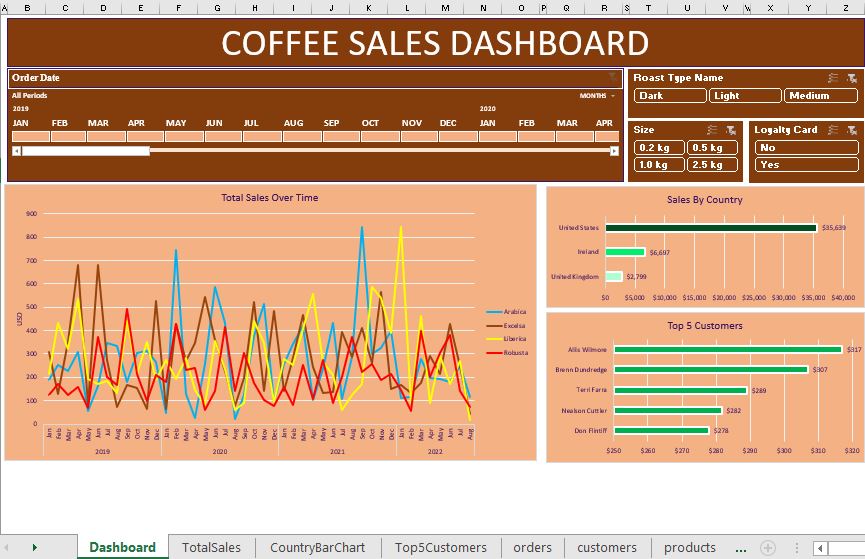 A B C D E F G H I J K L M N O P Q R S T U V W X Y Z
COFFEE SALES DASHBOARD
Order Date
All Periods MONTHS
2019 2020
JAN FEB MAR APR MAY JUN JUL AUG SEP OCT NOV DEC JAN FEB MAR APR
Roast Type Name
Dark Light Medium
Size
0.2 kg 0.5 kg
1.0 kg 2.5 kg
Loyalty Card
No
Yes
Total Sales Over Time
900
800
700
600
500
400
300
200
100
0
USD
Jan Feb Mar Apr May Jun Jul Aug Sep Oct Nov Dec Jan Feb Mar Apr May Jun Jul Aug Sep Oct Nov Dec Jan Feb Mar Apr May Jun Jul Aug Sep Oct Nov Dec Jan Feb Mar Apr May Jun Jul Aug
2019 2020 2021 2022
Arabica
Excelsa
Liberica
Robusta
Sales By Country
United States $35,639
Ireland $6,697
United Kingdom $2,799
$0 $5,000 $10,000 $15,000 $20,000 $25,000 $30,000 $35,000 $40,000
Top 5 Customers
Allis Wilmore $317
Brenn Dundredge $307
Terri Farra $289
Nealson Cuttler $282
Don Flintiff $278
$250 $260 $270 $280 $290 $300 $310 $320
Dashboard TotalSales CountryBarChart Top5Customers orders customers products ...